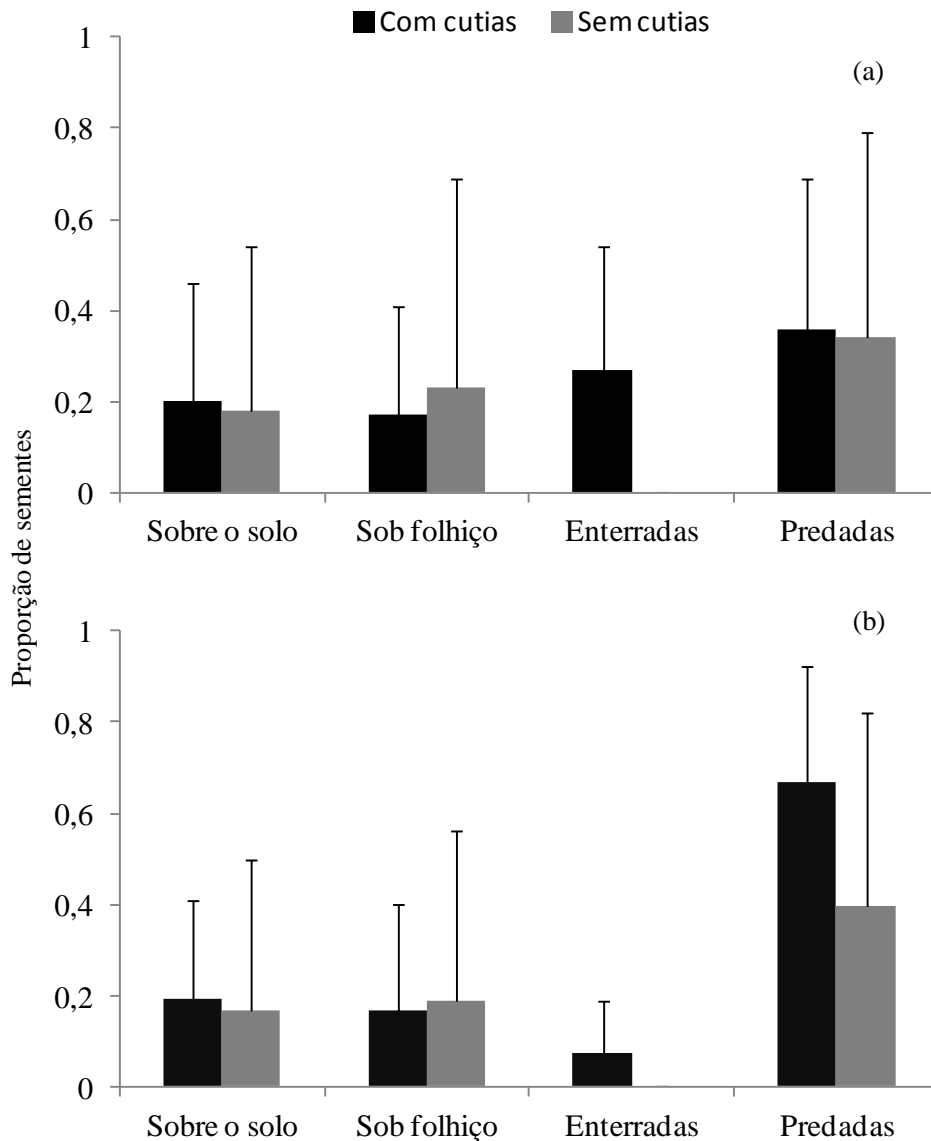 Com cutias Sem cutias
Proporção de sementes
(a)
1
0,8
0,6
0,4
0,2
0
Sobre o solo Sob folhiço Enterradas Predadas
(b)
1
0,8
0,6
0,4
0,2
0
Sobre o solo Sob folhiço Enterradas Predadas